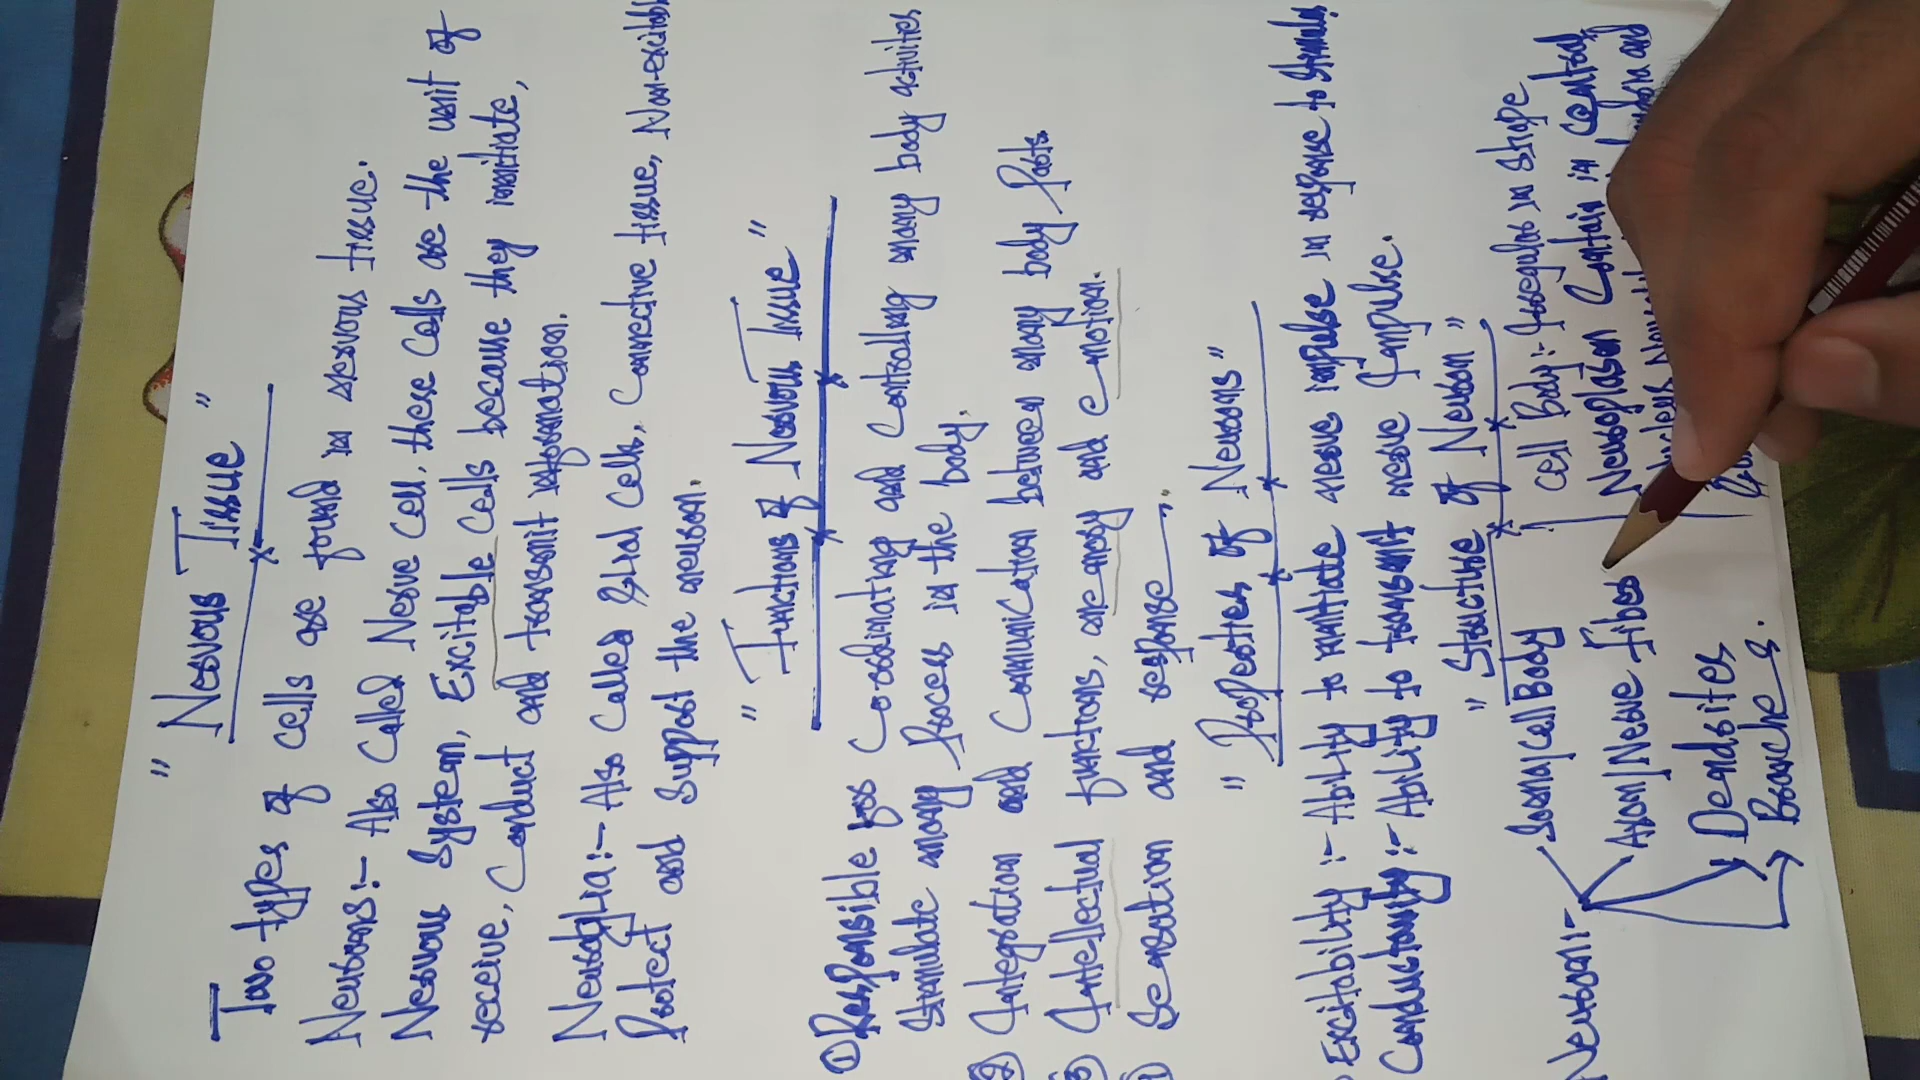 " Nervous Tissue "
Two types of cells are found in nervous tissue.
Neurons:- Also Called Nerve cell, these cells are the unit of
Nervous System, Excitable cells because they initiate,
receive, Conduct and transmit information.
Neuroglia:- Also Called Glial cells, Connective tissue, Non-excitable
Protect and Support the neuron.
" Functions of Nervous Tissue "
① Responsible for Coordinating and Controlling many body activities
Stimulate many Process in the body.
② Integration and Communication between many body Parts
③ Intellectual functions, memory and emotion.
Sensation and response
" Properties of Neurons "
Excitability:- Ability to initiate nerve impulse in response to stimulus
Conductivity:- Ability to transmit nerve Impulse.
" Structure of Neuron "
Neuron:-
Soma/Cell Body
Cell Body:- Irregular in shape
Axon/Nerve Fiber
Neuroplasm Contain in Central
Dendrites
Branches.